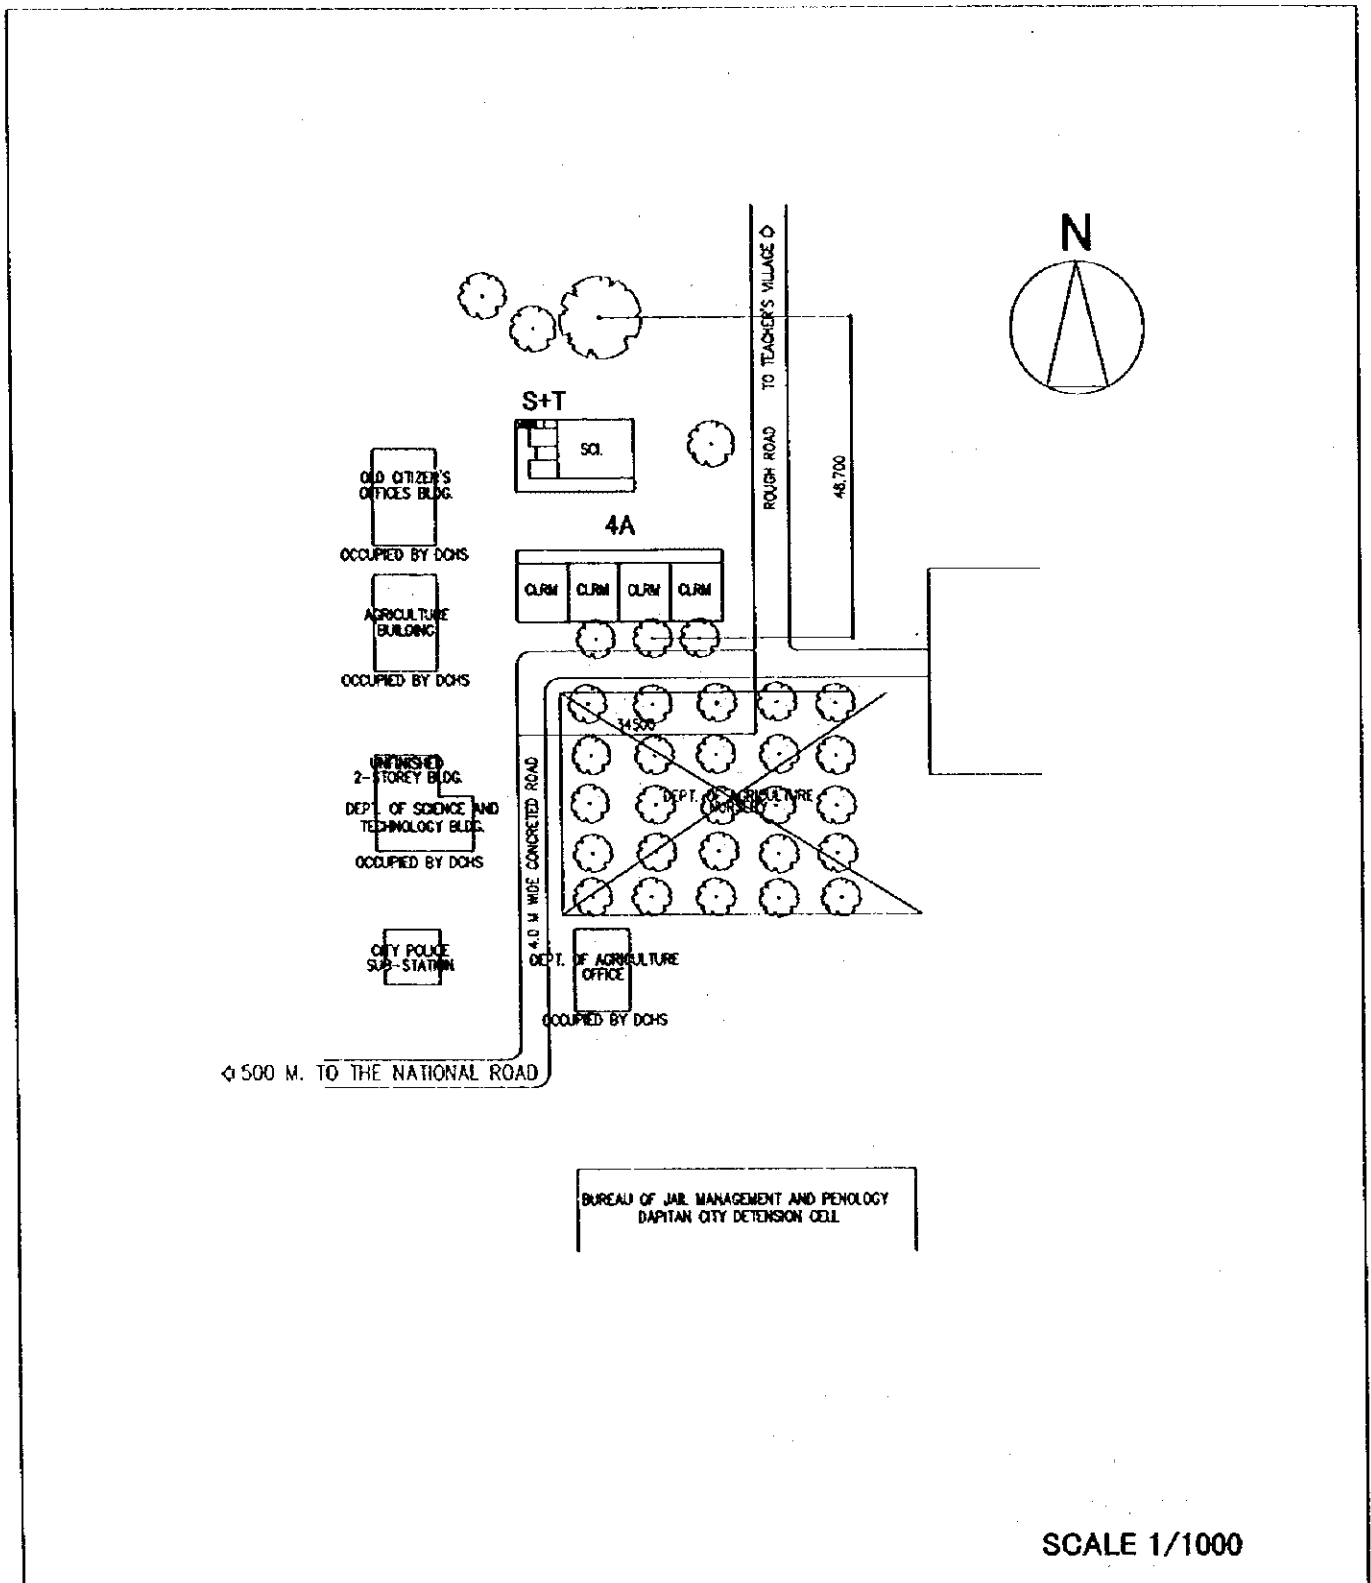 N
TO TEACHER'S VILLAGE
ROUGH ROAD
48,700
S+T
SCI.
OLD CITIZER'S
OFFICES BLDG.
OCCUPIED BY DCHS
4A
CLRM CLRM CLRM CLRM
AGRICULTURE
BUILDING
OCCUPIED BY DCHS
34500
UNFINISHED
2-STOREY BLDG.
DEPT. OF SCIENCE AND
TECHNOLOGY BLDG.
OCCUPIED BY DCHS
4.0 M WIDE CONCRETED ROAD
DEPT. OF AGRICULTURE
NURSERY
CITY POLICE
SUB-STATION
DEPT. OF AGRICULTURE
OFFICE
OCCUPIED BY DCHS
500 M. TO THE NATIONAL ROAD
BUREAU OF JAIL MANAGEMENT AND PENOLOGY
DAPITAN CITY DETENSION CELL
SCALE 1/1000